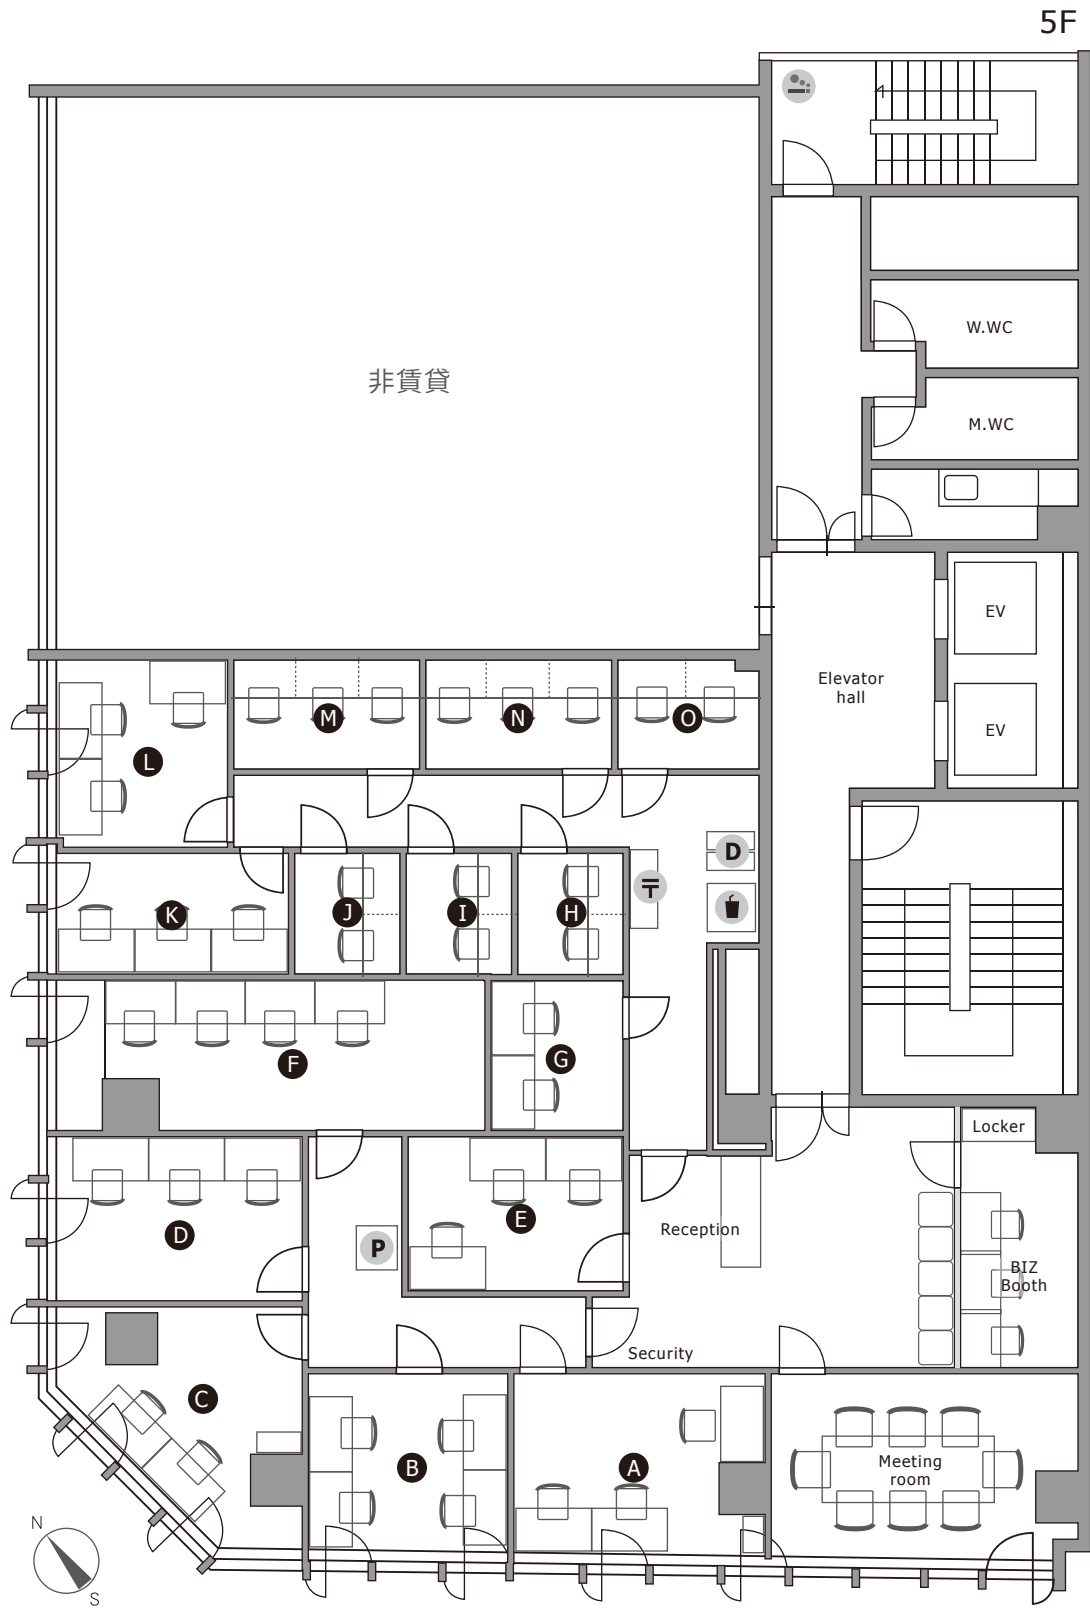 5F
W.WC
非賃貸
M.WC
EV
Elevator
hall
EV
M
N
O
L
D
〒
K
J
I
H
F
G
Locker
D
E
P
Reception
BIZ
Booth
Security
C
B
A
Meeting
room
N
S